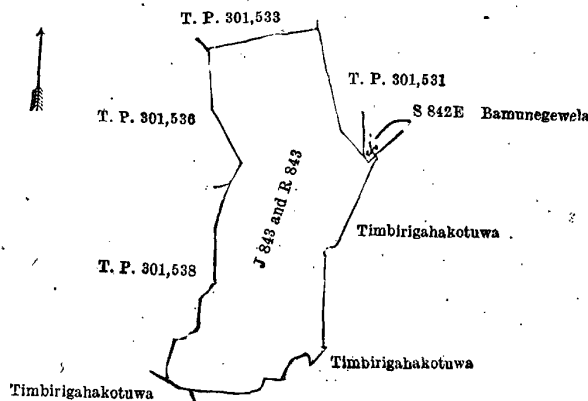 T. P. 301,533
T. P. 301,531
S 842E Bamunegewela
T. P. 301,536
J 843 and R 843
Timbirigahakotuwa
T. P. 301,538
Timbirigahakotuwa
Timbirigahakotuwa